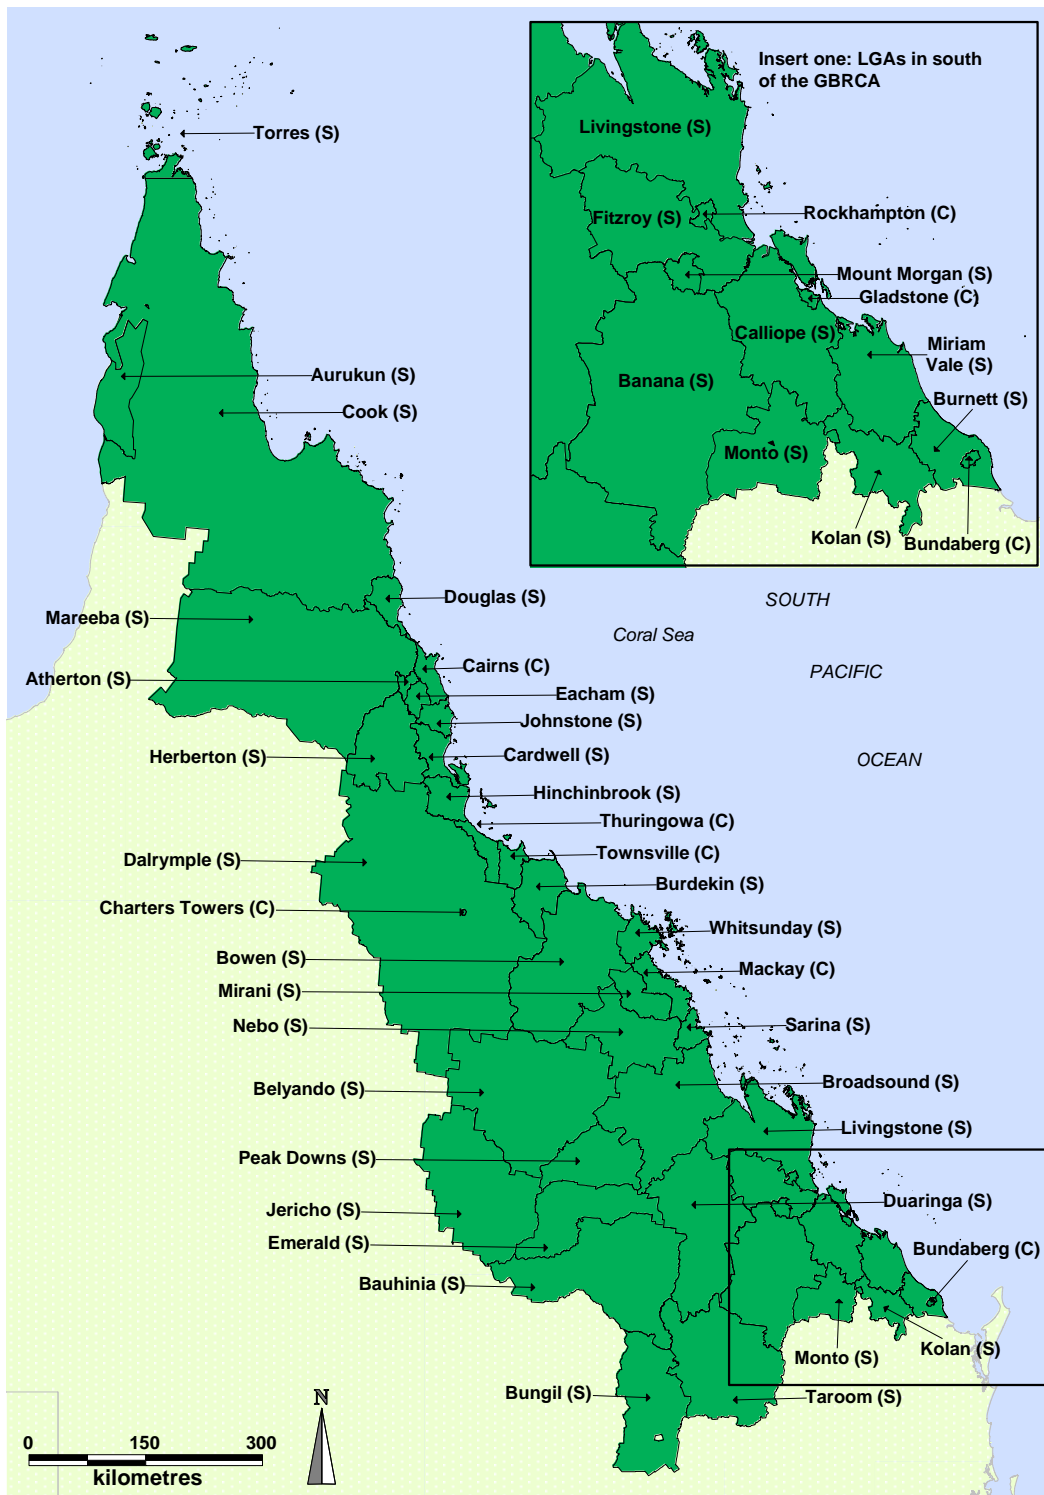 Insert one: LGAs in south
of the GBRCA
Torres (S)
Livingstone (S)
Fitzroy (S)
Rockhampton (C)
Mount Morgan (S)
Gladstone (C)
Calliope (S)
Miriam
Vale (S)
Banana (S)
Burnett (S)
Monto (S)
Kolan (S)
Bundaberg (C)
Aurukun (S)
Cook (S)
Douglas (S)
SOUTH
Mareeba (S)
Coral Sea
Cairns (C)
PACIFIC
Atherton (S)
Eacham (S)
Johnstone (S)
Herberton (S)
Cardwell (S)
OCEAN
Hinchinbrook (S)
Thuringowa (C)
Townsville (C)
Dalrymple (S)
Burdekin (S)
Charters Towers (C)
Whitsunday (S)
Bowen (S)
Mackay (C)
Mirani (S)
Nebo (S)
Sarina (S)
Broadsound (S)
Belyando (S)
Livingstone (S)
Peak Downs (S)
Duaringa (S)
Jericho (S)
Emerald (S)
Bundaberg (C)
Bauhinia (S)
Kolan (S)
Monto (S)
Bungil (S)
Taroom (S)
N
0 150 300
kilometres